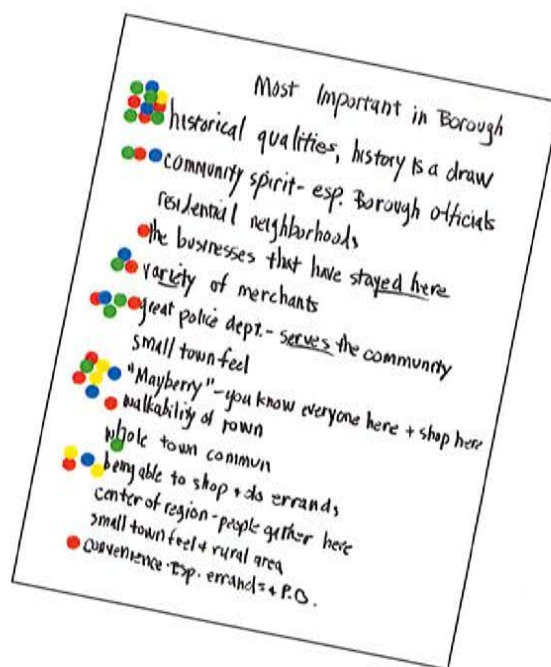 Most Important in Borough
historical qualities, history is a draw
community spirit - esp. Borough officials
residential neighborhoods
the businesses that have stayed here
variety of merchants
great police dept. - serves the community
small town feel
"Mayberry" - you know everyone here + shop here
walkability of town
whole town commun
being able to shop + do errands
center of region - people gather here
small town feel + rural area
convenience. Esp. errands + P.O.